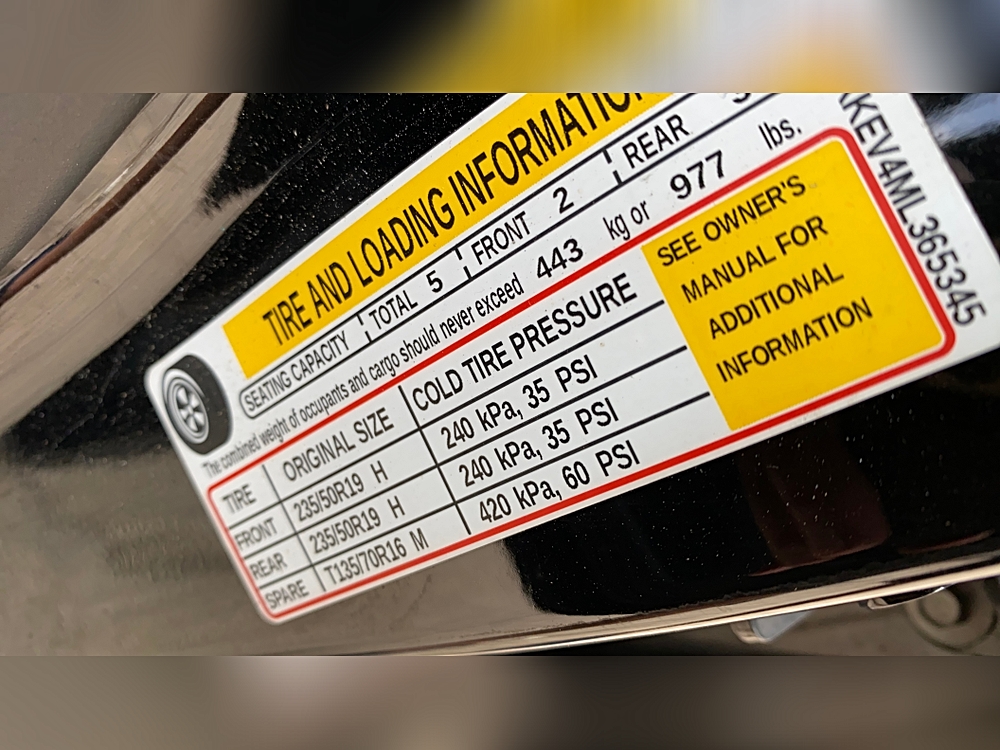 TIRE AND LOADING INFORMATION
SEATING CAPACITY TOTAL 5 FRONT 2 REAR
The combined weight of occupants and cargo should never exceed 443 kg or 977 lbs.
TIRE ORIGINAL SIZE COLD TIRE PRESSURE
FRONT 235/50R19 H 240 kPa, 35 PSI
REAR 235/50R19 H 240 kPa, 35 PSI
SPARE T135/70R16 M 420 kPa, 60 PSI
SEE OWNER'S
MANUAL FOR
ADDITIONAL
INFORMATION
KEV4ML365345